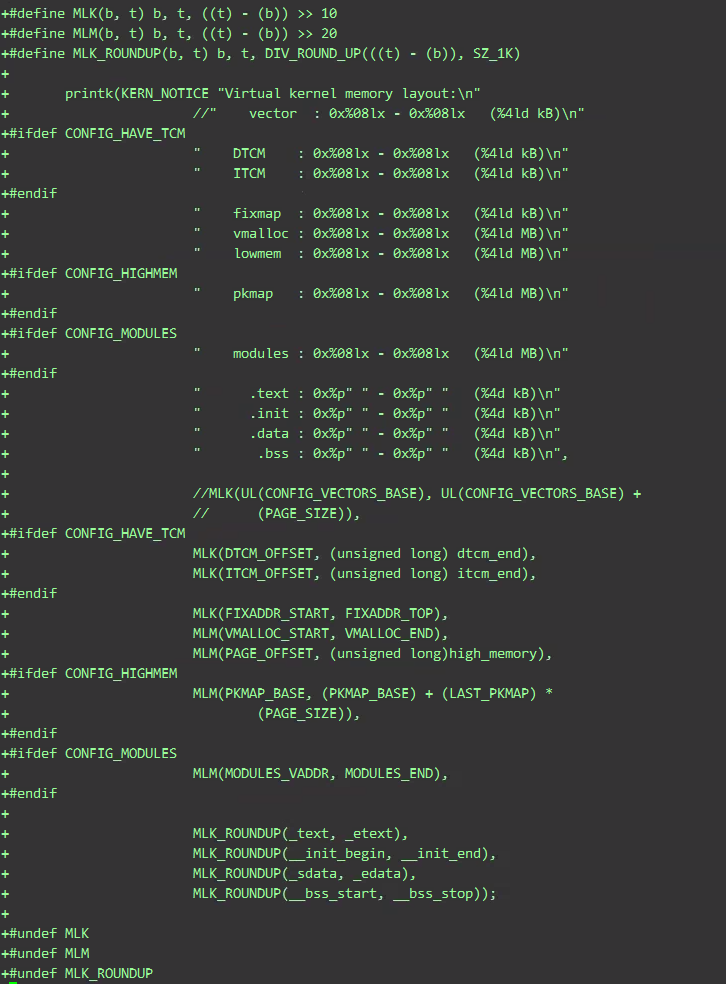 +#define MLK(b, t) b, t, ((t) - (b)) >> 10
+#define MLM(b, t) b, t, ((t) - (b)) >> 20
+#define MLK_ROUNDUP(b, t) b, t, DIV_ROUND_UP(((t) - (b)), SZ_1K)
+
+       printk(KERN_NOTICE "Virtual kernel memory layout:\n"
+                       //"    vector  : 0x%08lx - 0x%08lx   (%4ld kB)\n"
+#ifdef CONFIG_HAVE_TCM
+                       "    DTCM    : 0x%08lx - 0x%08lx   (%4ld kB)\n"
+                       "    ITCM    : 0x%08lx - 0x%08lx   (%4ld kB)\n"
+#endif
+                       "    fixmap  : 0x%08lx - 0x%08lx   (%4ld kB)\n"
+                       "    vmalloc : 0x%08lx - 0x%08lx   (%4ld MB)\n"
+                       "    lowmem  : 0x%08lx - 0x%08lx   (%4ld MB)\n"
+#ifdef CONFIG_HIGHMEM
+                       "    pkmap   : 0x%08lx - 0x%08lx   (%4ld MB)\n"
+#endif
+#ifdef CONFIG_MODULES
+                       "    modules : 0x%08lx - 0x%08lx   (%4ld MB)\n"
+#endif
+                       "      .text : 0x%p" " - 0x%p" "   (%4d kB)\n"
+                       "      .init : 0x%p" " - 0x%p" "   (%4d kB)\n"
+                       "      .data : 0x%p" " - 0x%p" "   (%4d kB)\n"
+                       "       .bss : 0x%p" " - 0x%p" "   (%4d kB)\n",
+
+                       //MLK(UL(CONFIG_VECTORS_BASE), UL(CONFIG_VECTORS_BASE) +
+                       //      (PAGE_SIZE)),
+#ifdef CONFIG_HAVE_TCM
+                       MLK(DTCM_OFFSET, (unsigned long) dtcm_end),
+                       MLK(ITCM_OFFSET, (unsigned long) itcm_end),
+#endif
+                       MLK(FIXADDR_START, FIXADDR_TOP),
+                       MLM(VMALLOC_START, VMALLOC_END),
+                       MLM(PAGE_OFFSET, (unsigned long)high_memory),
+#ifdef CONFIG_HIGHMEM
+                       MLM(PKMAP_BASE, (PKMAP_BASE) + (LAST_PKMAP) *
+                               (PAGE_SIZE)),
+#endif
+#ifdef CONFIG_MODULES
+                       MLM(MODULES_VADDR, MODULES_END),
+#endif
+
+                       MLK_ROUNDUP(_text, _etext),
+                       MLK_ROUNDUP(__init_begin, __init_end),
+                       MLK_ROUNDUP(_sdata, _edata),
+                       MLK_ROUNDUP(__bss_start, __bss_stop));
+
+#undef MLK
+#undef MLM
+#undef MLK_ROUNDUP